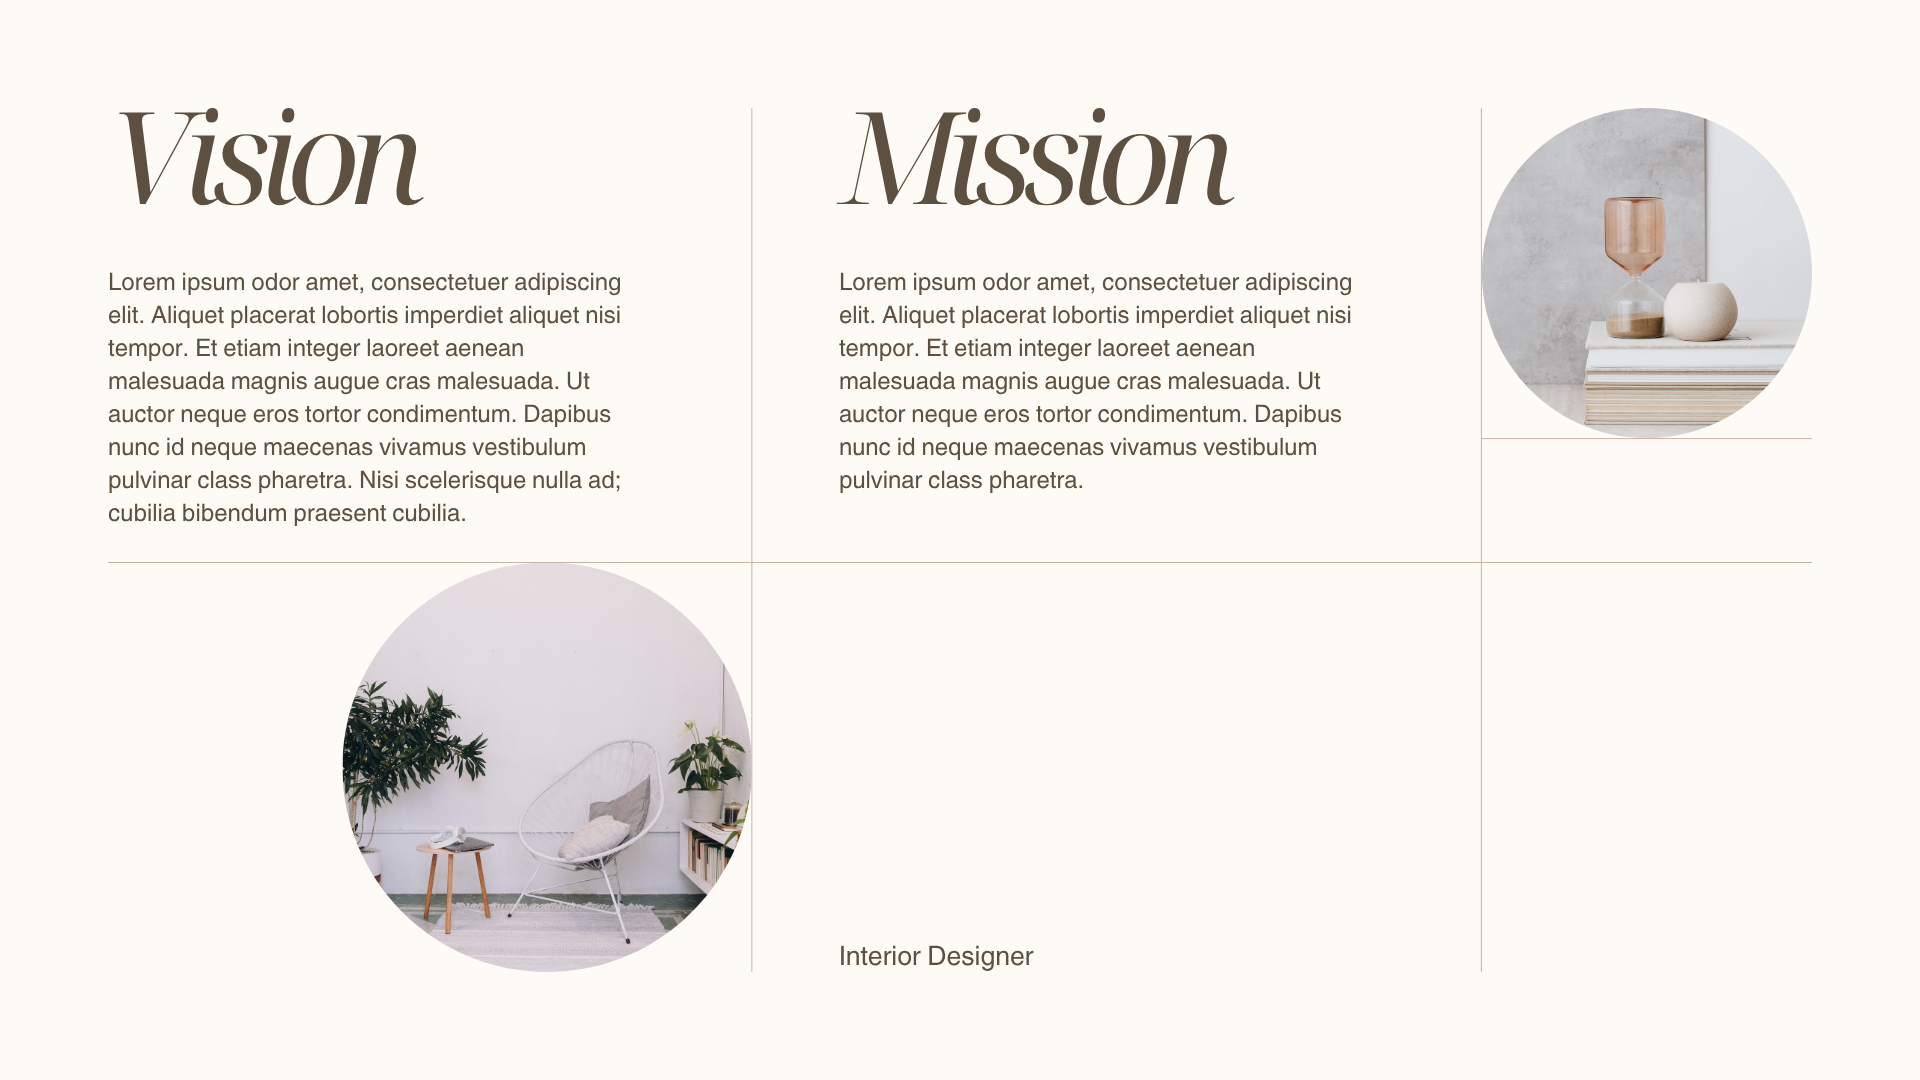 Vision
Lorem ipsum odor amet, consectetuer adipiscing
elit. Aliquet placerat lobortis imperdiet aliquet nisi
tempor. Et etiam integer laoreet aenean
malesuada magnis augue cras malesuada. Ut
auctor neque eros tortor condimentum. Dapibus
nunc id neque maecenas vivamus vestibulum
pulvinar class pharetra. Nisi scelerisque nulla ad;
cubilia bibendum praesent cubilia.
Mission
Lorem ipsum odor amet, consectetuer adipiscing
elit. Aliquet placerat lobortis imperdiet aliquet nisi
tempor. Et etiam integer laoreet aenean
malesuada magnis augue cras malesuada. Ut
auctor neque eros tortor condimentum. Dapibus
nunc id neque maecenas vivamus vestibulum
pulvinar class pharetra.
Interior Designer